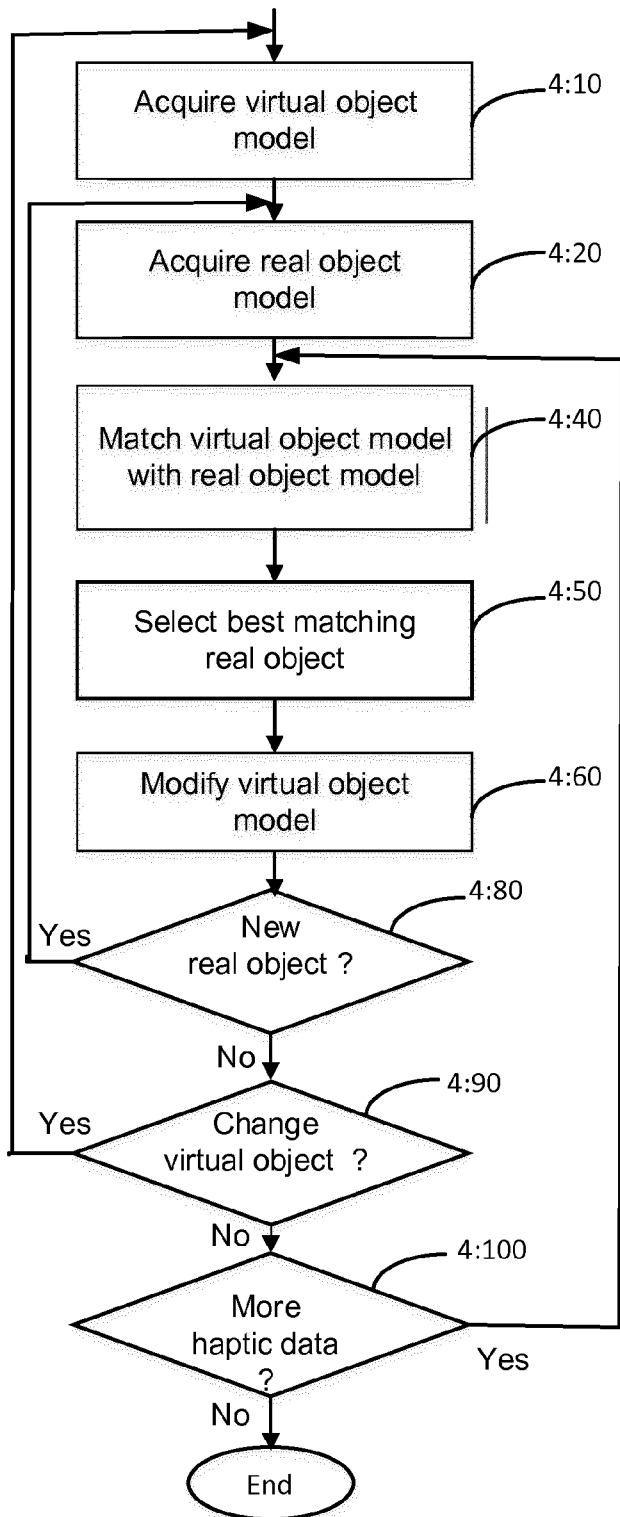 Acquire virtual object
model
4:10
Acquire real object
model
4:20
Match virtual object model
with real object model
4:40
Select best matching
real object
4:50
Modify virtual object
model
4:60
4:80
Yes
New
real object ?
No
4:90
Yes
Change
virtual object ?
No
4:100
More
haptic data
?
Yes
No
End